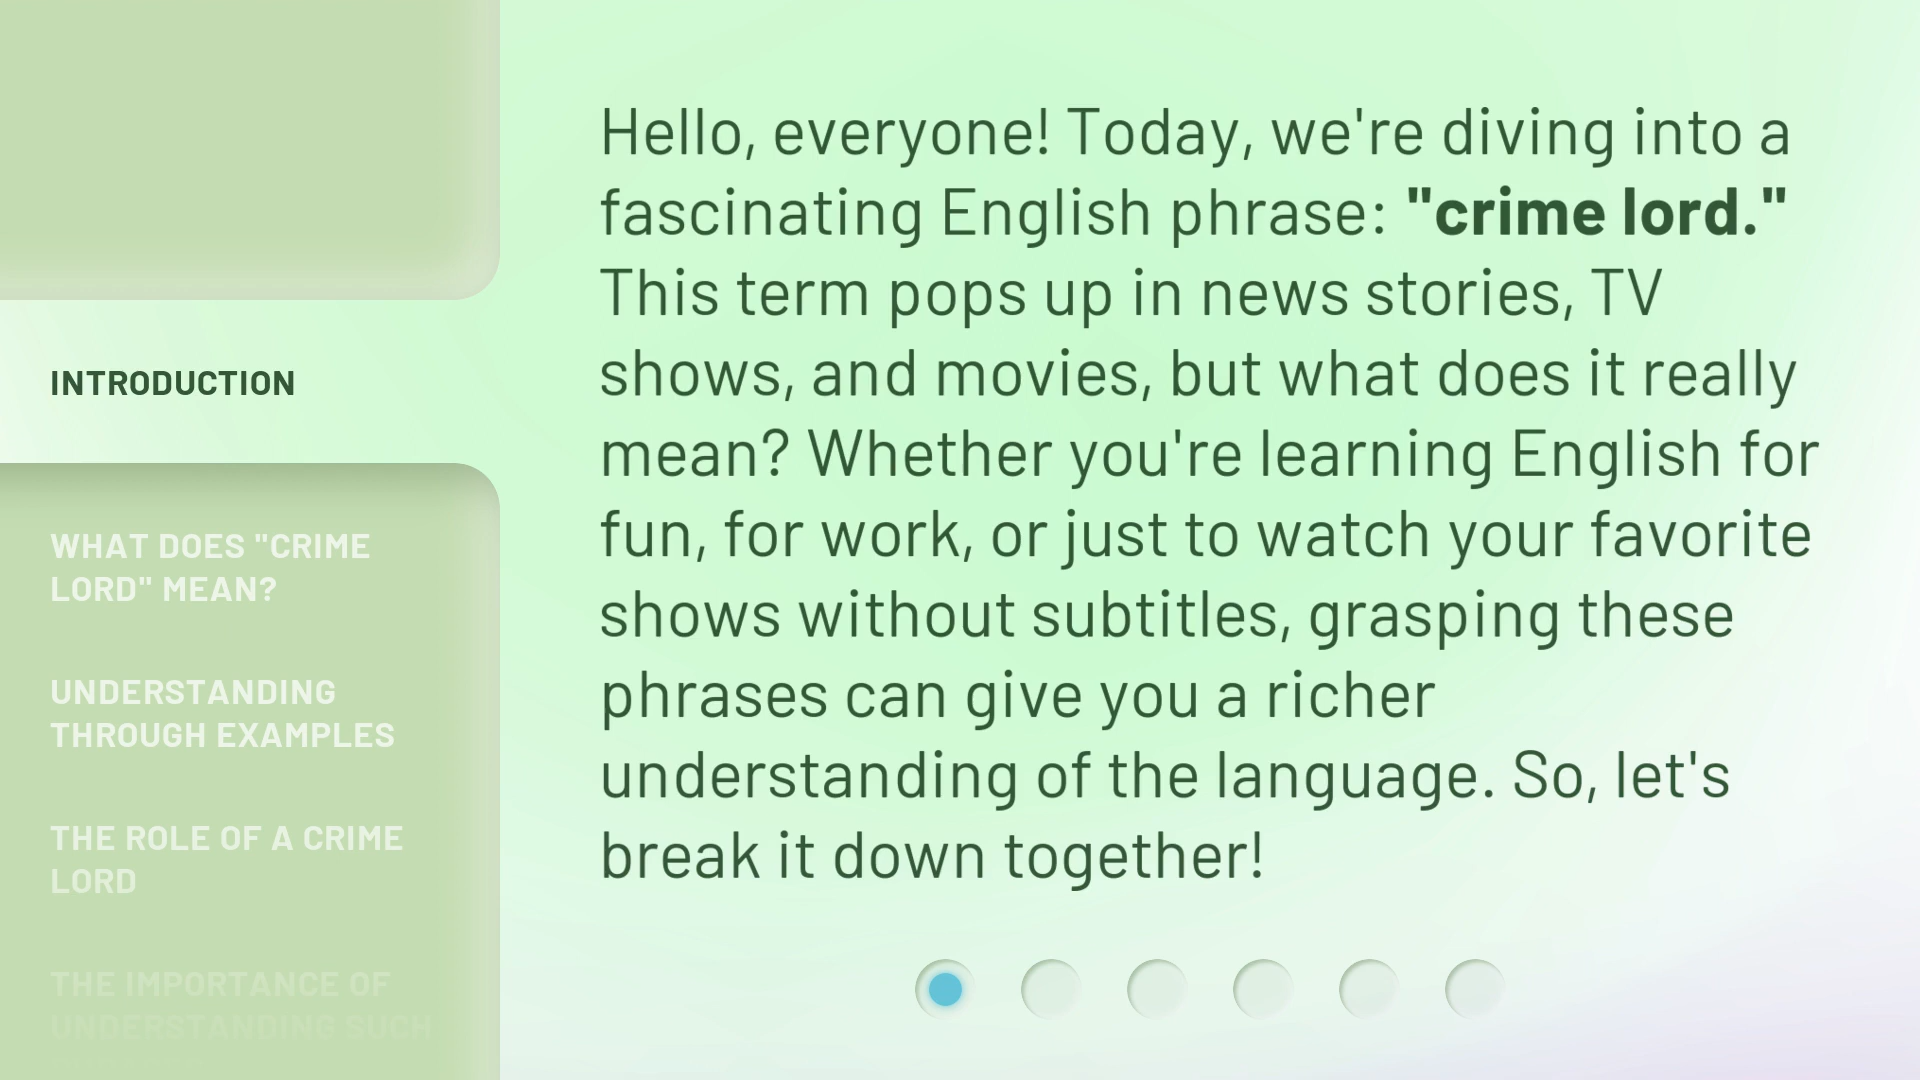 INTRODUCTION
WHAT DOES "CRIME
LORD" MEAN?
UNDERSTANDING
THROUGH EXAMPLES
THE ROLE OF A CRIME
LORD
THE IMPORTANCE OF
UNDERSTANDING SUCH
Hello, everyone! Today, we're diving into a
fascinating English phrase: "crime lord."
This term pops up in news stories, TV
shows, and movies, but what does it really
mean? Whether you're learning English for
fun, for work, or just to watch your favorite
shows without subtitles, grasping these
phrases can give you a richer
understanding of the language. So, let's
break it down together!